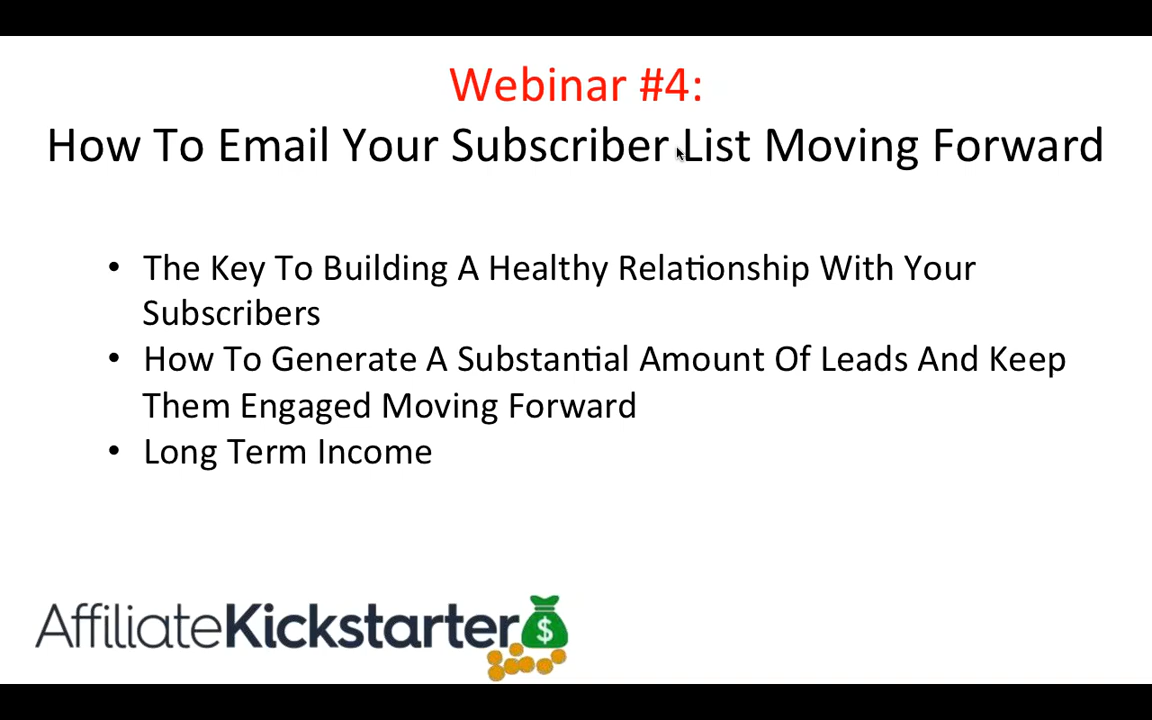 Webinar #4:
How To Email Your Subscriber List Moving Forward
• The Key To Building A Healthy Relationship With Your
Subscribers
• How To Generate A Substantial Amount Of Leads And Keep
Them Engaged Moving Forward
• Long Term Income
AffiliateKickstarter
$